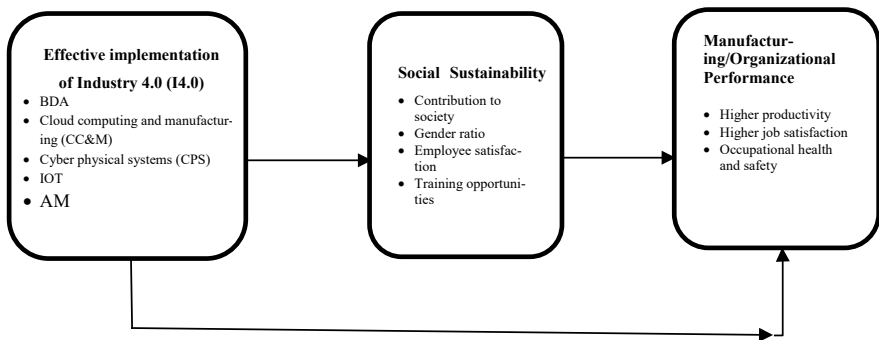 Effective implementation
of Industry 4.0 (I4.0)
• BDA
• Cloud computing and manufactur-
ing (CC&M)
• Cyber physical systems (CPS)
• IOT
• AM
Social Sustainability
• Contribution to
society
• Gender ratio
• Employee satisfac-
tion
• Training opportuni-
ties
Manufactur-
ing/Organizational
Performance
• Higher productivity
• Higher job satisfaction
• Occupational health
and safety